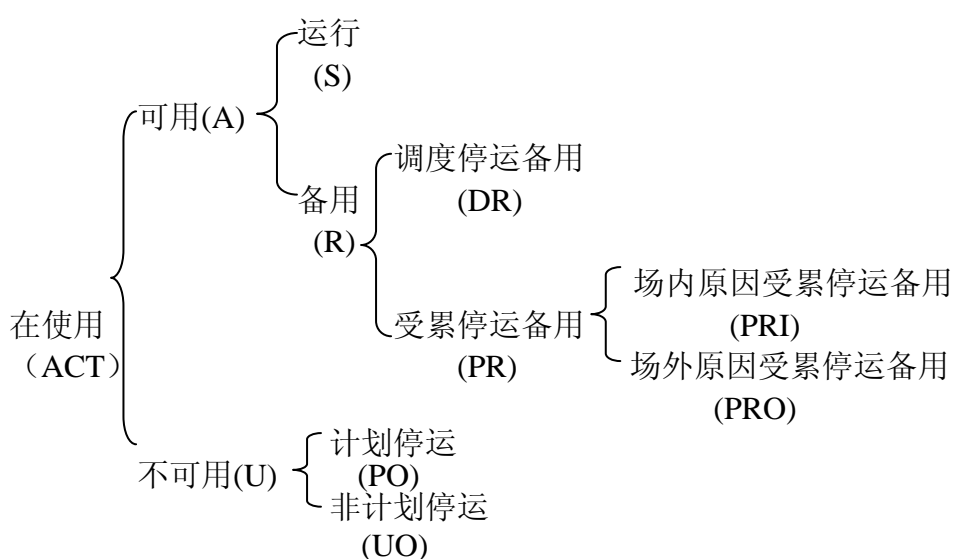 运行
(S)
可用(A)
调度停运备用
(DR)
备用
(R)
场内原因受累停运备用
(PRI)
在使用
（ACT）
受累停运备用
(PR)
场外原因受累停运备用
(PRO)
计划停运
(PO)
不可用(U)
非计划停运
(UO)